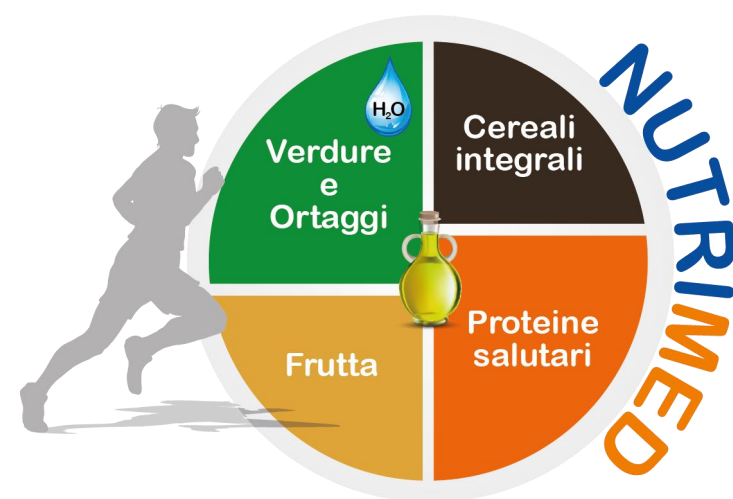 H₂O
Verdure
e
Ortaggi
Cereali
integrali
Frutta
Proteine
salutari
NUTRIMED